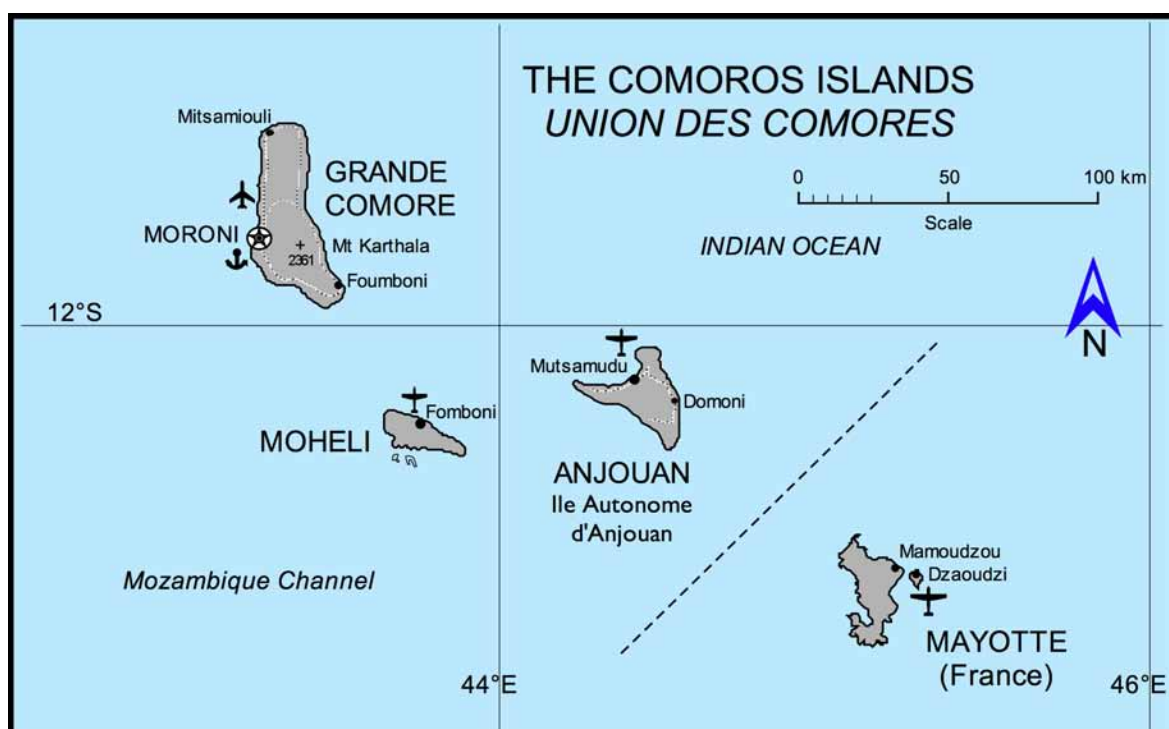 THE COMOROS ISLANDS
UNION DES COMORES
Mitsamiouli
GRANDE
COMORE
0 50 100 km
Scale
MORONI
Mt Karthala
2361
INDIAN OCEAN
Foumboni
12°S
N
Mutsamudu
Domoni
Fomboni
MOHELI
ANJOUAN
Ile Autonome
d'Anjouan
Mamoudzou
Dzaoudzi
Mozambique Channel
MAYOTTE
(France)
44°E
46°E